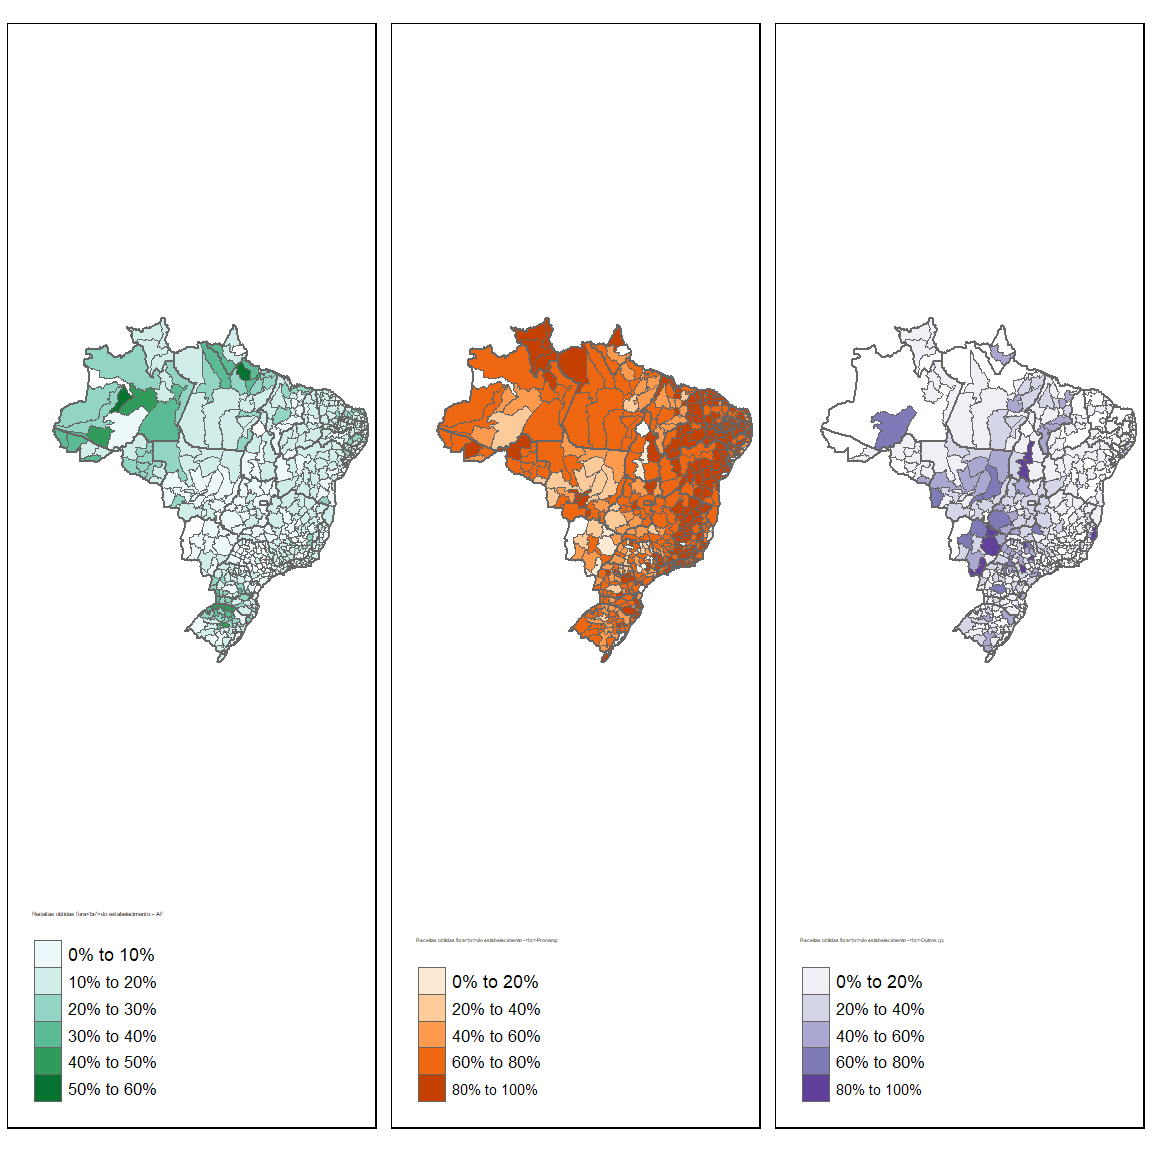 Receitas obtidas fora<br/>do estabelecimento - AF
0% to 10%
10% to 20%
20% to 30%
30% to 40%
40% to 50%
50% to 60%
Receitas obtidas fora<br/>do estabelecimento -<br/>Pronamp
0% to 20%
20% to 40%
40% to 60%
60% to 80%
80% to 100%
Receitas obtidas fora<br/>do estabelecimento -<br/>Outros (p
0% to 20%
20% to 40%
40% to 60%
60% to 80%
80% to 100%